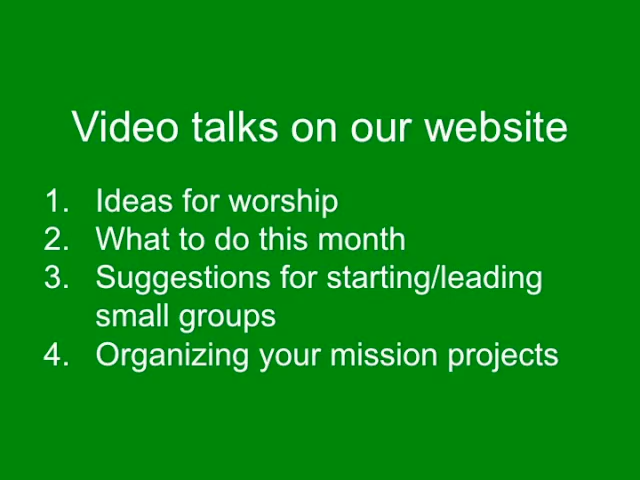 Video talks on our website
1. Ideas for worship
2. What to do this month
3. Suggestions for starting/leading
small groups
4. Organizing your mission projects